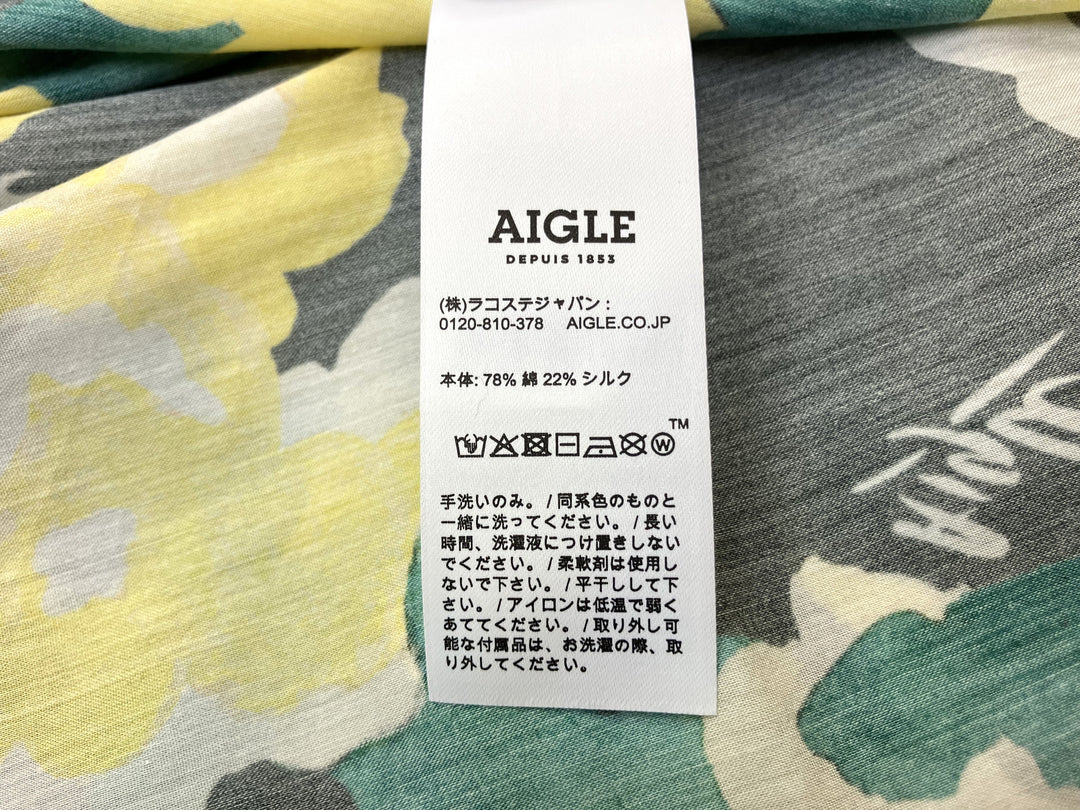 AIGLE
DEPUIS 1853
(株)ラコステジャパン :
0120-810-378 AIGLE.CO.JP
本体: 78% 綿 22% シルク
W
TM
手洗いのみ。 / 同系色のものと
一緒に洗ってください。 / 長い
時間、洗濯液につけ置きしない
でください。 / 柔軟剤は使用し
ないで下さい。 / 平干しして下
さい。 / アイロンは低温で弱く
あててください。 / 取り外し可
能な付属品は、お洗濯の際、取
り外してください。